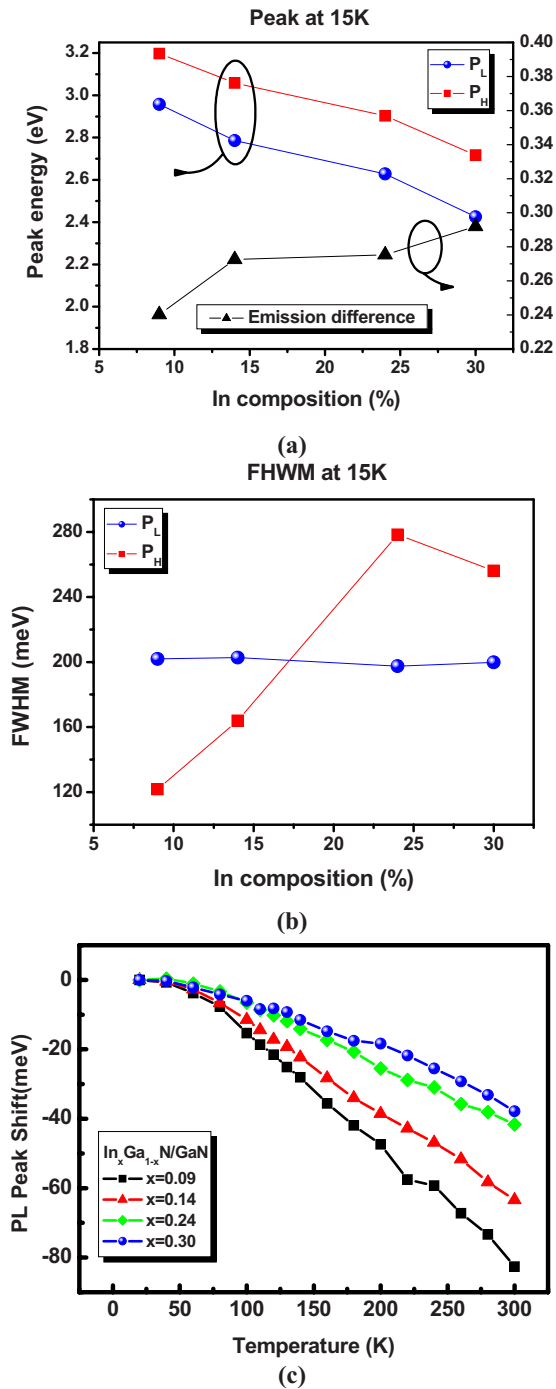 Peak at 15K
Peak energy (eV)
3.2
3.0
2.8
2.6
2.4
2.2
2.0
1.8
0.40
0.38
0.36
0.34
0.32
0.30
0.28
0.26
0.24
0.22
P_L
P_H
Emission difference
5 10 15 20 25 30
In composition (%)
(a)
FHWM at 15K
FWHM (meV)
280
240
200
160
120
P_L
P_H
5 10 15 20 25 30
In composition (%)
(b)
PL Peak Shift(meV)
0
-20
-40
-60
-80
In_xGa_{1-x}N/GaN
x=0.09
x=0.14
x=0.24
x=0.30
0 50 100 150 200 250 300
Temperature (K)
(c)